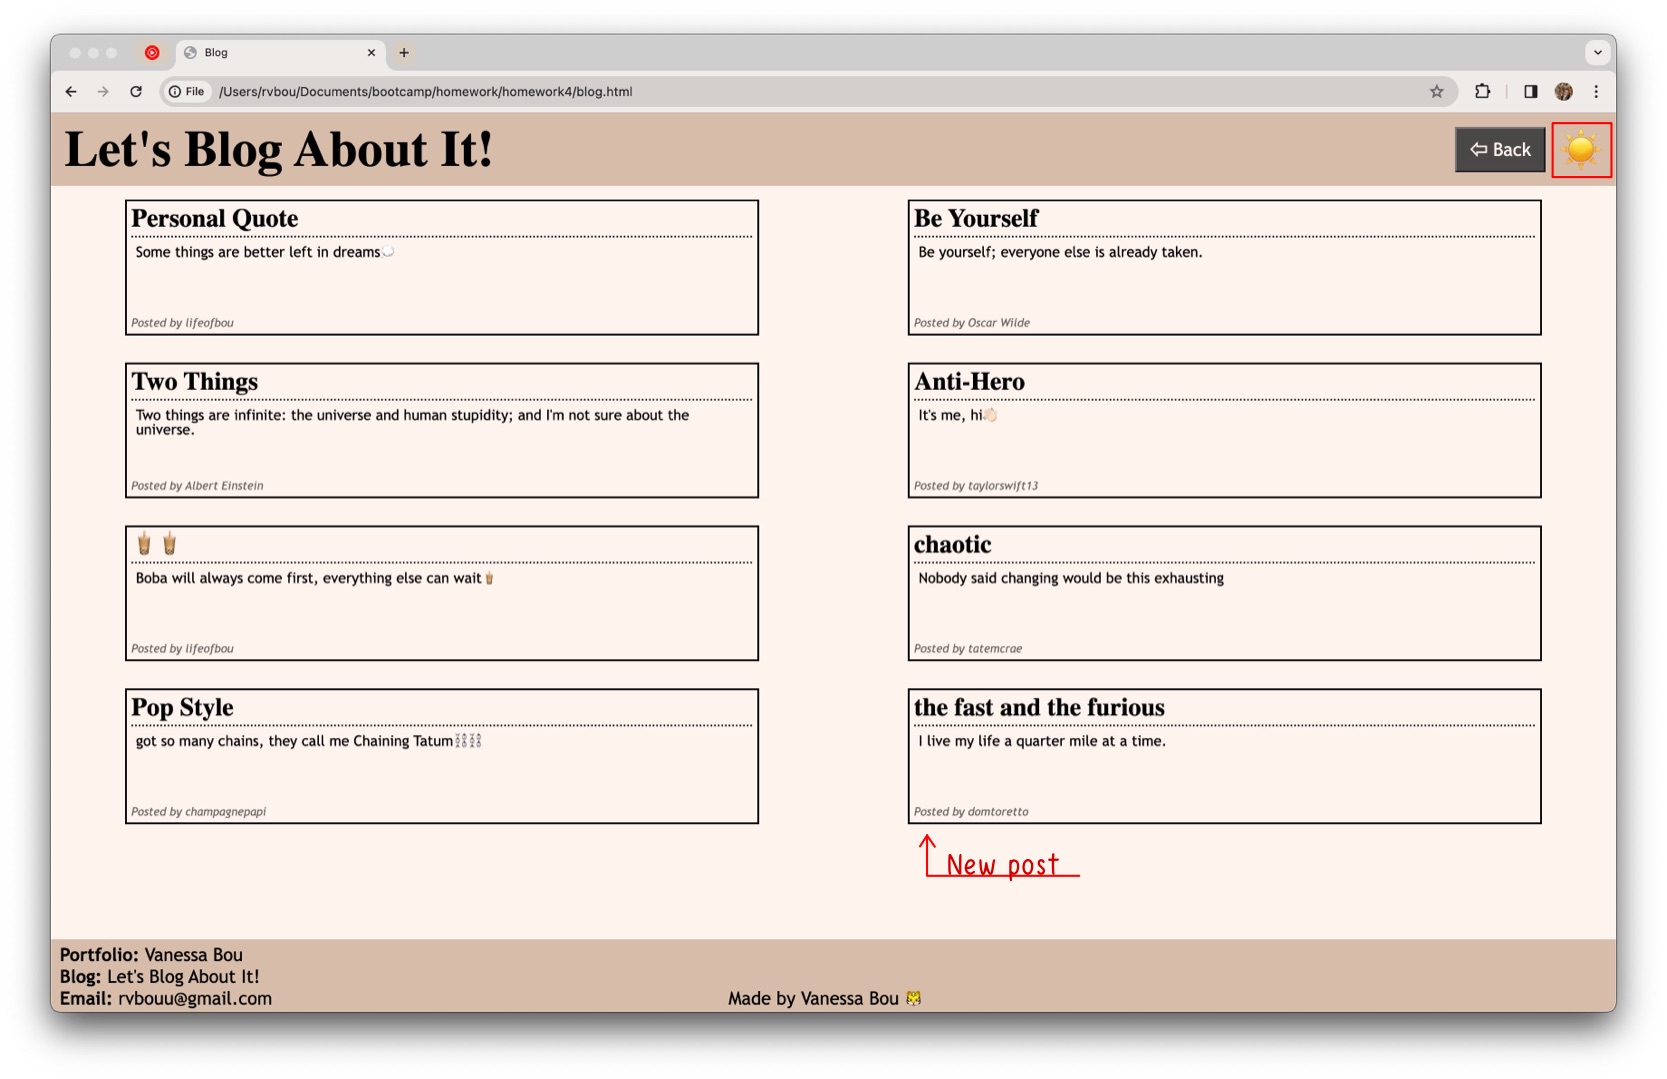 Blog
File /Users/rvbou/Documents/bootcamp/homework/homework4/blog.html
Let's Blog About It!
⇦ Back
Personal Quote
Some things are better left in dreams💭
Posted by lifeofbou
Be Yourself
Be yourself; everyone else is already taken.
Posted by Oscar Wilde
Two Things
Two things are infinite: the universe and human stupidity; and I'm not sure about the
universe.
Posted by Albert Einstein
Anti-Hero
It's me, hi👋🏻
Posted by taylorswift13
🧋 🧋
Boba will always come first, everything else can wait🧋
Posted by lifeofbou
chaotic
Nobody said changing would be this exhausting
Posted by tatemcrae
Pop Style
got so many chains, they call me Chaining Tatum⛓⛓
Posted by champagnepapi
the fast and the furious
I live my life a quarter mile at a time.
Posted by domtoretto
New post
Portfolio: Vanessa Bou
Blog: Let's Blog About It!
Email: rvbouu@gmail.com
Made by Vanessa Bou 🐯